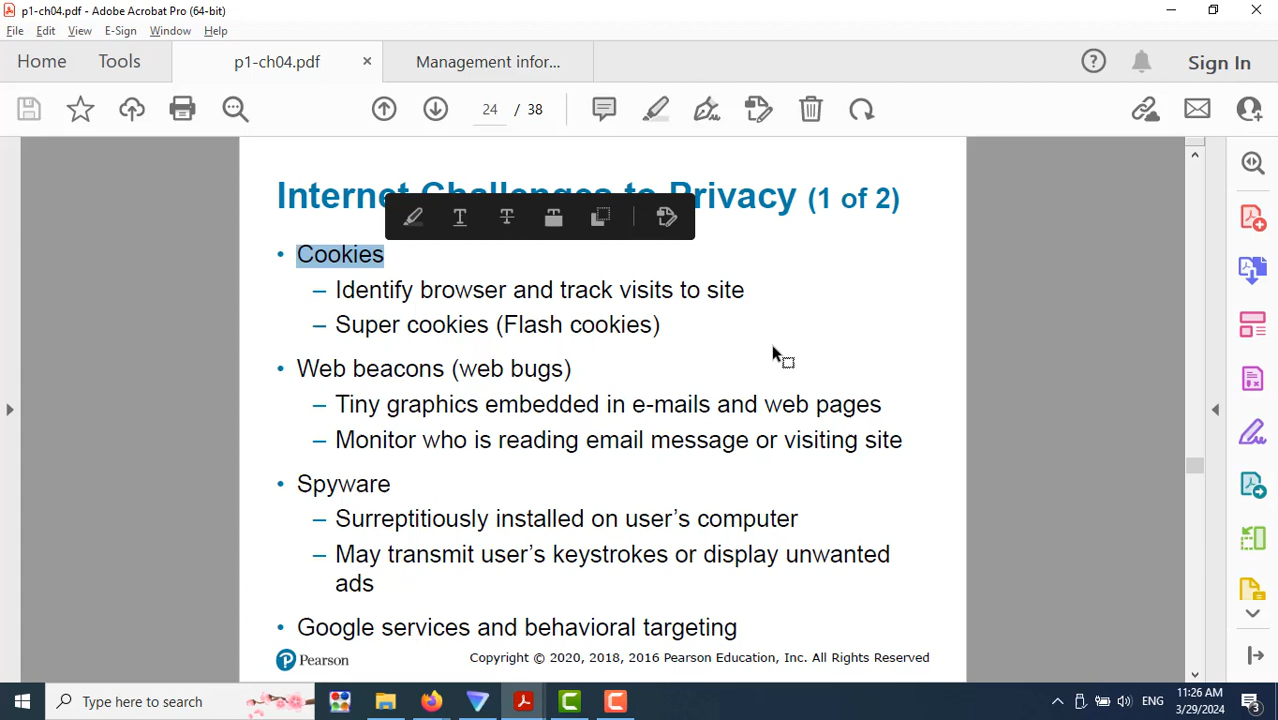 p1-ch04.pdf - Adobe Acrobat Pro (64-bit)
File Edit View E-Sign Window Help
Home Tools p1-ch04.pdf × Management infor... Sign In
24 / 38
Internet Challenges to Privacy (1 of 2)
• Cookies
– Identify browser and track visits to site
– Super cookies (Flash cookies)
• Web beacons (web bugs)
– Tiny graphics embedded in e-mails and web pages
– Monitor who is reading email message or visiting site
• Spyware
– Surreptitiously installed on user’s computer
– May transmit user’s keystrokes or display unwanted
ads
• Google services and behavioral targeting
Pearson Copyright © 2020, 2018, 2016 Pearson Education, Inc. All Rights Reserved
Type here to search ENG 11:26 AM
3/29/2024 3